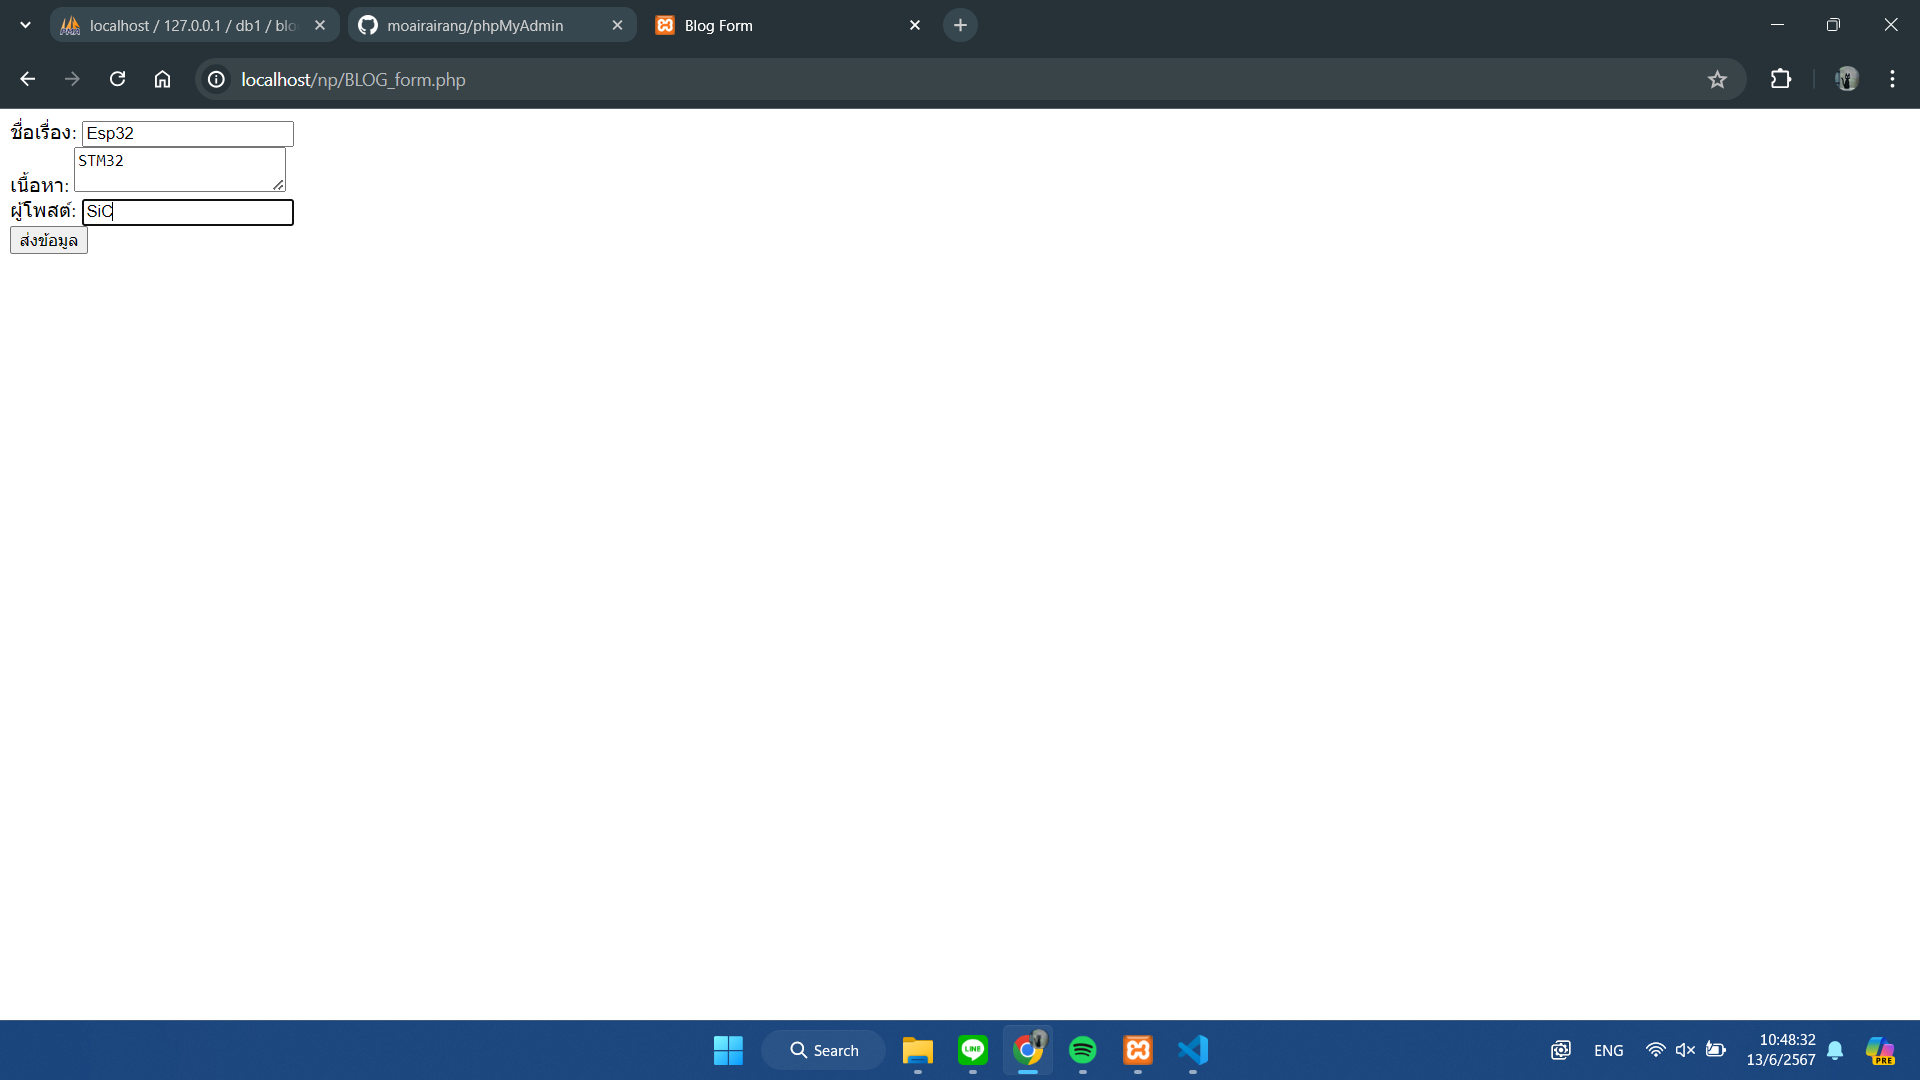 localhost / 127.0.0.1 / db1 / blo
moairairang/phpMyAdmin
Blog Form
localhost/np/BLOG_form.php
ชื่อเรื่อง: Esp32
เนื้อหา: STM32
ผู้โพสต์: SiC
ส่งข้อมูล
Search
LINE
ENG
10:48:32
13/6/2567
PRE